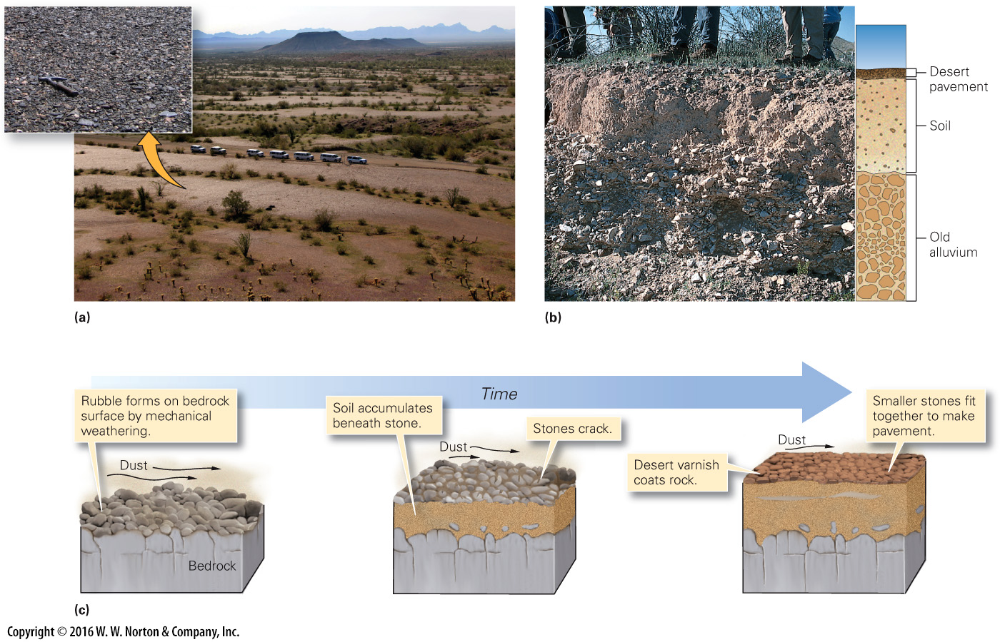 Desert
pavement
Soil
Old
alluvium
(a)
(b)
Time
Rubble forms on bedrock
surface by mechanical
weathering.
Dust
Bedrock
Soil accumulates
beneath stone.
Dust
Stones crack.
Desert varnish
coats rock.
Dust
Smaller stones fit
together to make
pavement.
(c)
Copyright © 2016 W. W. Norton & Company, Inc.